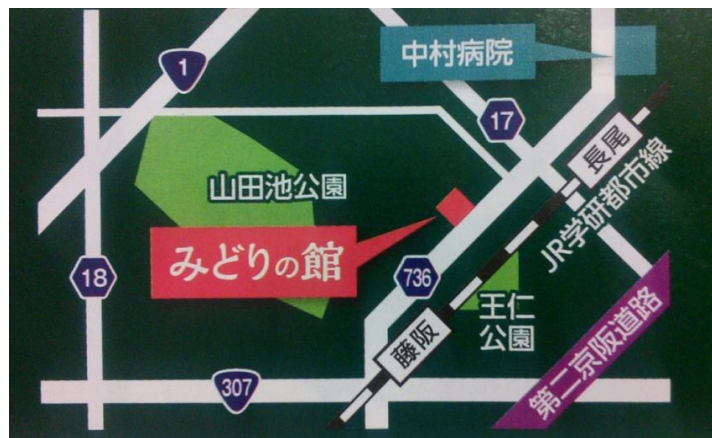 中村病院
1
17
長尾
山田池公園
JR学研都市線
みどりの館
18
736
王仁
公園
藤阪
307
第二京阪道路